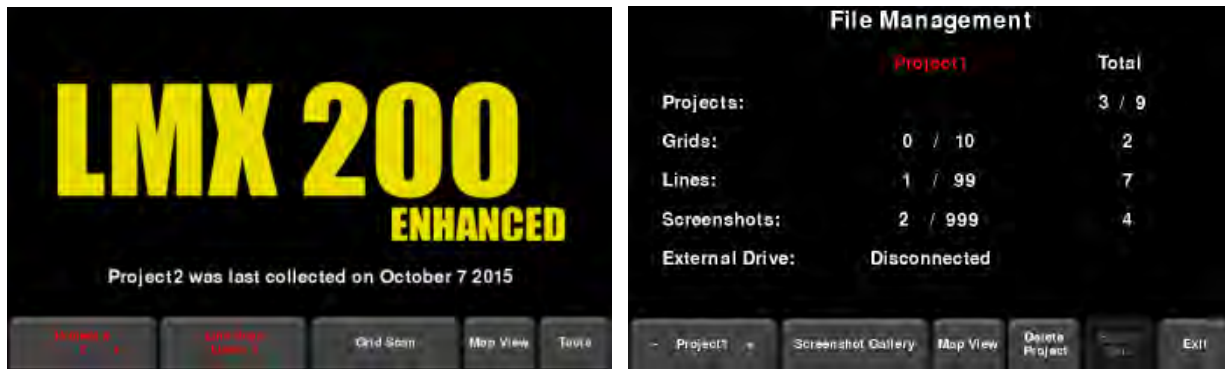 LMX 200
ENHANCED
Project2 was last collected on October 7 2015
Grid Scan
Map View
Tools
File Management
Project1 Total
Projects: 3 / 9
Grids: 0 / 10 2
Lines: 1 / 99 7
Screenshots: 2 / 999 4
External Drive: Disconnected
- Project1 +
Screenshot Gallery
Map View
Delete
Project
Exit